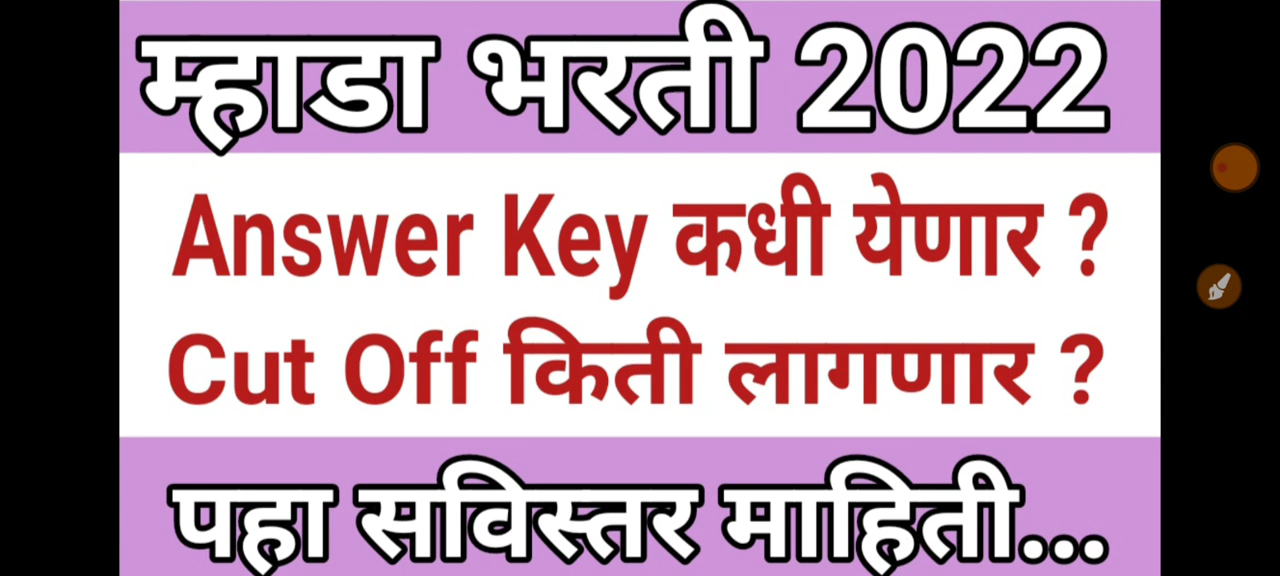 म्हाडा भरती 2022
Answer Key कधी येणार ?
Cut Off किती लागणार ?
पहा सविस्तर माहिती...